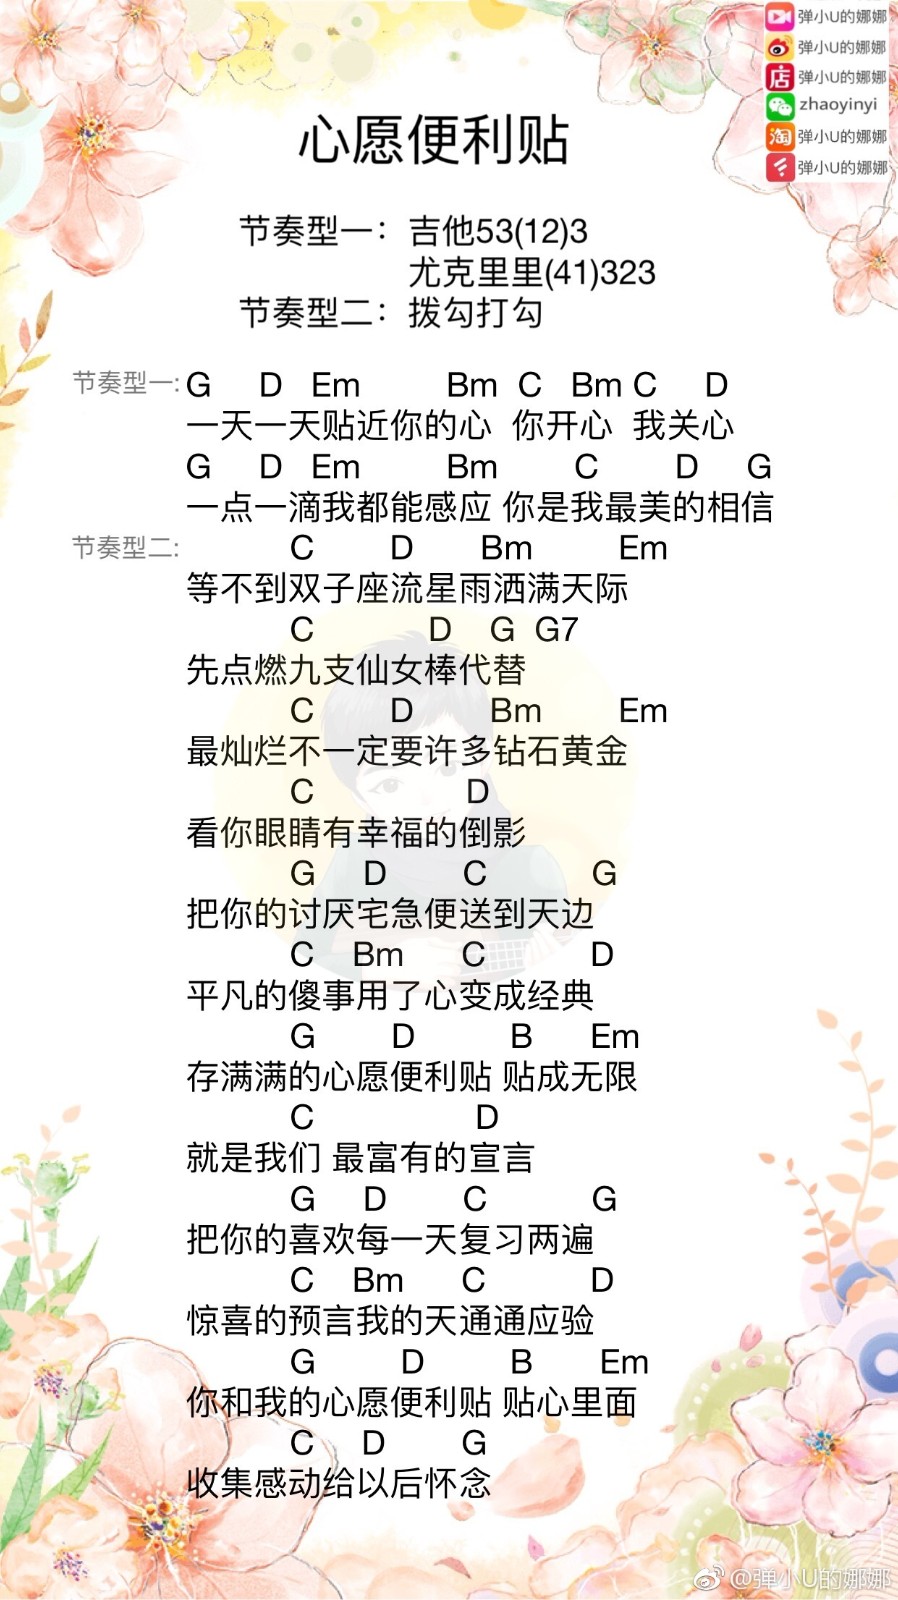 弹小U的娜娜
弹小U的娜娜
店 弹小U的娜娜
zhaoyinyi
淘 弹小U的娜娜
弹小U的娜娜
心愿便利贴
节奏型一：吉他53(12)3
尤克里里(41)323
节奏型二：拨勾打勾
节奏型一: G D Em Bm C Bm C D
一天一天贴近你的心 你开心 我关心
G D Em Bm C D G
一点一滴我都能感应 你是我最美的相信
节奏型二: C D Bm Em
等不到双子座流星雨洒满天际
C D G G7
先点燃九支仙女棒代替
C D Bm Em
最灿烂不一定要许多钻石黄金
C D
看你眼睛有幸福的倒影
G D C G
把你的讨厌宅急便送到天边
C Bm C D
平凡的傻事用了心变成经典
G D B Em
存满满的心愿便利贴 贴成无限
C D
就是我们 最富有的宣言
G D C G
把你的喜欢每一天复习两遍
C Bm C D
惊喜的预言我的天通通应验
G D B Em
你和我的心愿便利贴 贴心里面
C D G
收集感动给以后怀念
@弹小U的娜娜